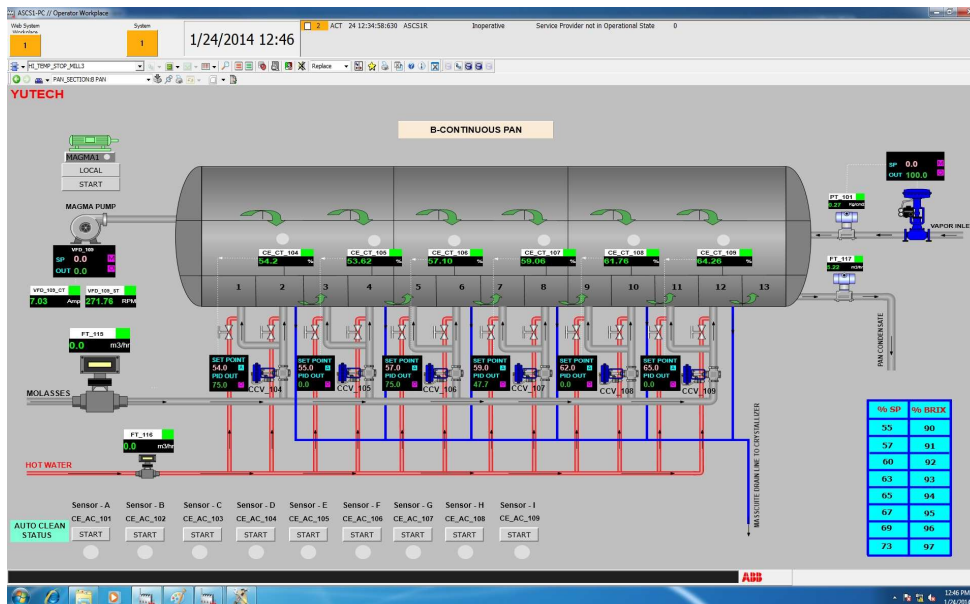 ASCS1-PC // Operator Workplace
Web System Workplace
System
1
1
1/24/2014 12:46
2 ACT 24 12:34:58:630 ASCS1R Inoperative Service Provider not in Operational State 0
HI_TEMP_STOP_MILL3
Replace
PAN_SECTION:B PAN
YUTECH
B-CONTINUOUS PAN
MAGMA1
LOCAL
START
MAGMA PUMP
VFD_109
SP 0.0
OUT 0.0
VFD_109_CT VFD_109_ST
7.03 Amp 271.76 RPM
SP 0.0
OUT 100.0
PT_101
0.27 Kg/cm2
VAPOR INLE
FT_117
3.22 m3/hr
PAN CONDENSATE
CE_CT_104 CE_CT_105 CE_CT_106 CE_CT_107 CE_CT_108 CE_CT_109
54.2 % 53.62 % 57.10 % 59.06 % 61.76 % 64.26 %
1 2 3 4 5 6 7 8 9 10 11 12 13
FT_115
0.0 m3/hr
SET POINT SET POINT SET POINT SET POINT SET POINT SET POINT
54.0 A 55.0 A 57.0 A 59.0 A 62.0 A 65.0 A
PID OUT PID OUT PID OUT PID OUT PID OUT PID OUT
75.0 0.0 75.0 47.7 0.0 0.0
CCV_104 CCV_105 CCV_106 CCV_107 CCV_108 CCV_109
MOLASSES
FT_116
0.0 m3/hr
HOT WATER
MASSCUITE DRAIN LINE TO CRYSTALLIZER
% SP % BRIX
55 90
57 91
60 92
63 93
65 94
67 95
69 96
73 97
Sensor - A Sensor - B Sensor - C Sensor - D Sensor - E Sensor - F Sensor - G Sensor - H Sensor - I
CE_AC_101 CE_AC_102 CE_AC_103 CE_AC_104 CE_AC_105 CE_AC_106 CE_AC_107 CE_AC_108 CE_AC_109
AUTO CLEAN STATUS
START START START START START START START START START
ABB
12:46 PM
1/24/201